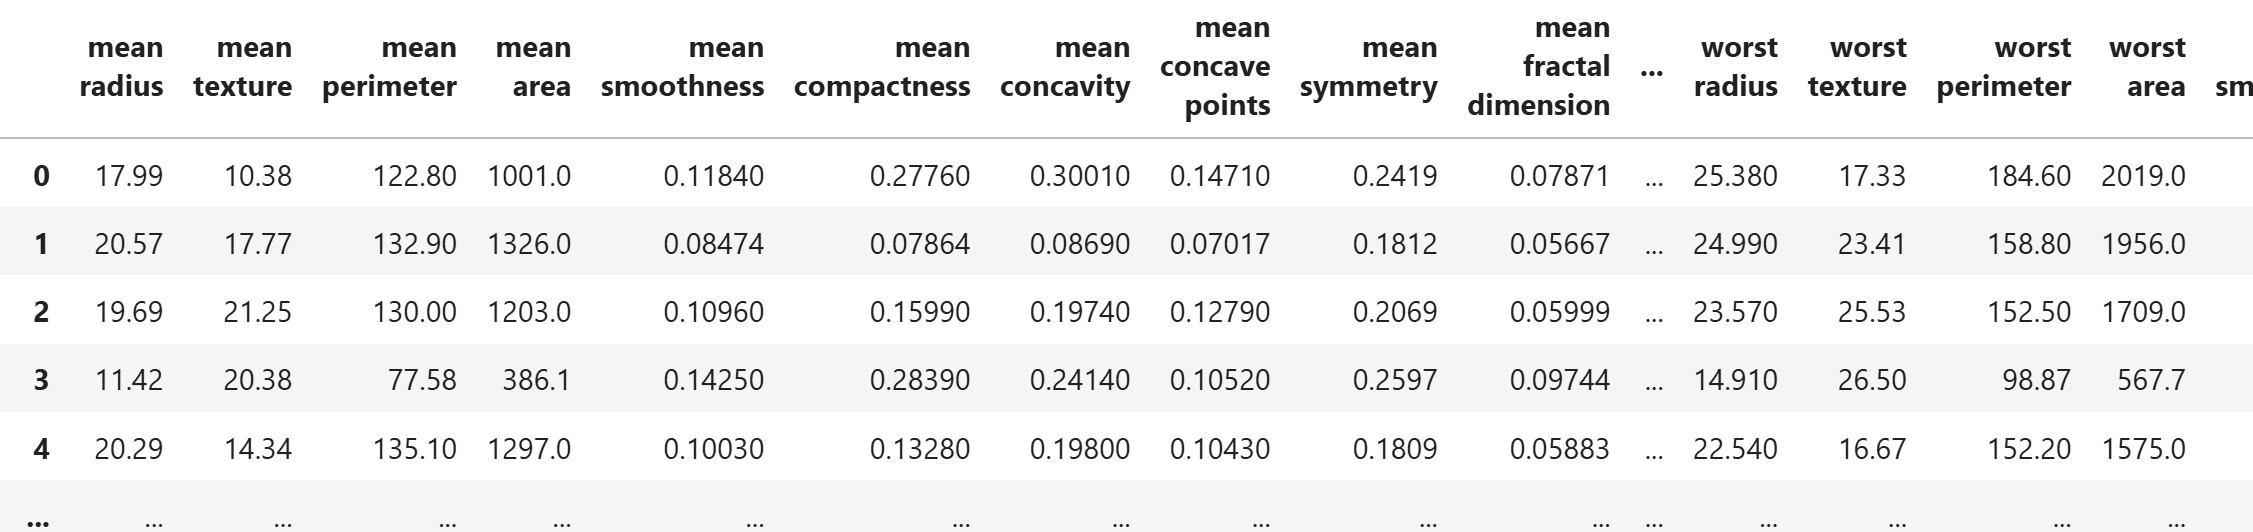 mean radius mean texture mean perimeter mean area mean smoothness mean compactness mean concavity mean concave points mean symmetry mean fractal dimension ... worst radius worst texture worst perimeter worst area sm
0 17.99 10.38 122.80 1001.0 0.11840 0.27760 0.30010 0.14710 0.2419 0.07871 ... 25.380 17.33 184.60 2019.0
1 20.57 17.77 132.90 1326.0 0.08474 0.07864 0.08690 0.07017 0.1812 0.05667 ... 24.990 23.41 158.80 1956.0
2 19.69 21.25 130.00 1203.0 0.10960 0.15990 0.19740 0.12790 0.2069 0.05999 ... 23.570 25.53 152.50 1709.0
3 11.42 20.38 77.58 386.1 0.14250 0.28390 0.24140 0.10520 0.2597 0.09744 ... 14.910 26.50 98.87 567.7
4 20.29 14.34 135.10 1297.0 0.10030 0.13280 0.19800 0.10430 0.1809 0.05883 ... 22.540 16.67 152.20 1575.0
... ... ... ... ... ... ... ... ... ... ... ... ... ... ... ...